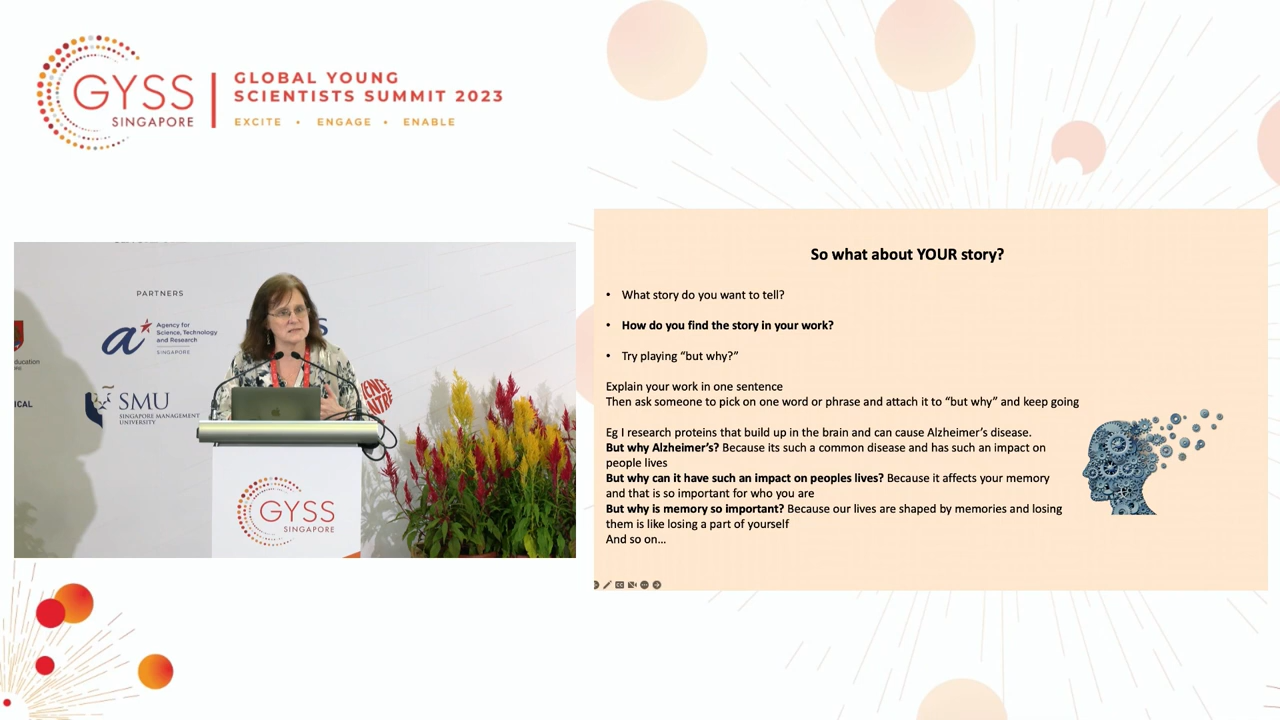 GYSS
SINGAPORE
GLOBAL YOUNG
SCIENTISTS SUMMIT 2023
EXCITE • ENGAGE • ENABLE
PARTNERS
Agency for
Science, Technology
and Research
SINGAPORE
SMU
SINGAPORE MANAGEMENT
UNIVERSITY
GYSS
SINGAPORE
So what about YOUR story?
• What story do you want to tell?
• How do you find the story in your work?
• Try playing “but why?”
Explain your work in one sentence
Then ask someone to pick on one word or phrase and attach it to “but why” and keep going
Eg I research proteins that build up in the brain and can cause Alzheimer’s disease.
But why Alzheimer’s? Because its such a common disease and has such an impact on
people lives
But why can it have such an impact on peoples lives? Because it affects your memory
and that is so important for who you are
But why is memory so important? Because our lives are shaped by memories and losing
them is like losing a part of yourself
And so on…